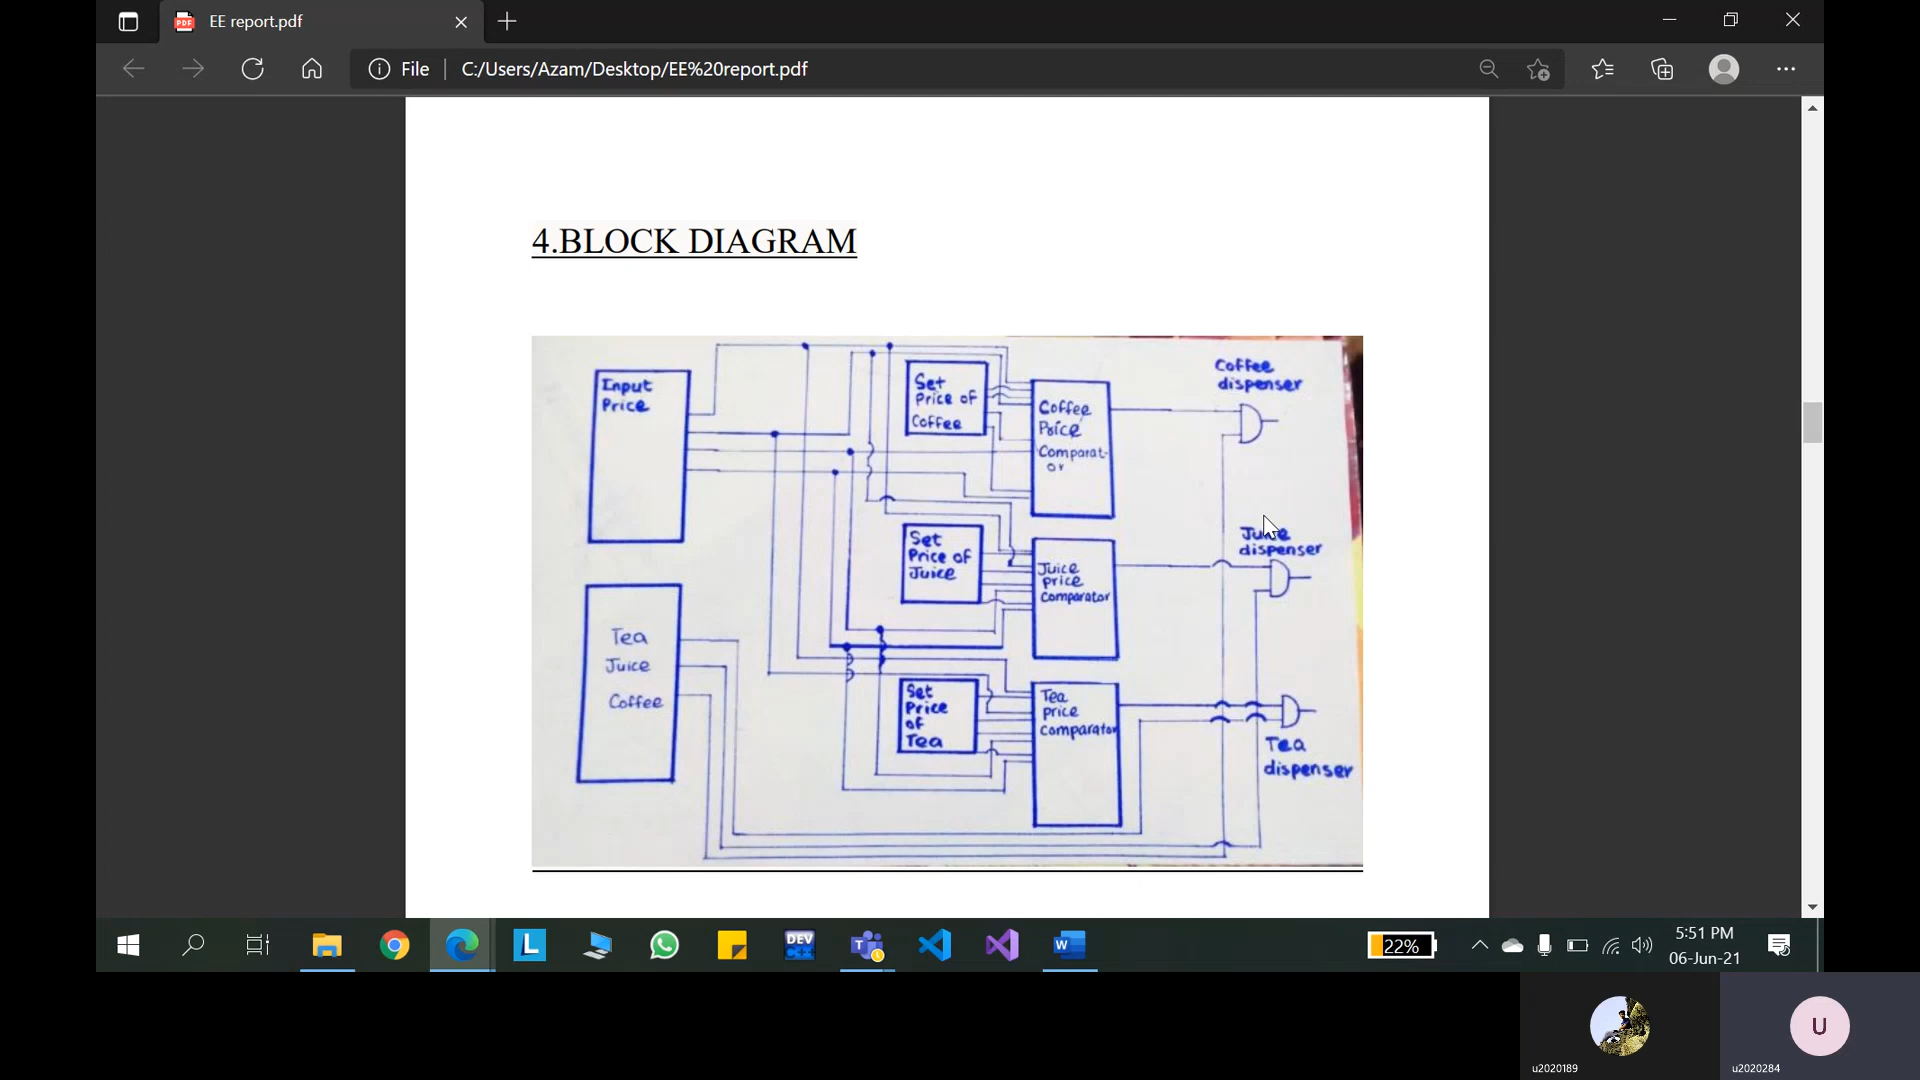 EE report.pdf
File
C:/Users/Azam/Desktop/EE%20report.pdf
4.BLOCK DIAGRAM
Input
Price
Set
Price of
Coffee
Coffee
Price
Comparat-
or
Coffee
dispenser
Set
Price of
Juice
Juice
price
comparator
Juice
dispenser
Tea
Juice
Coffee
Set
Price
of
Tea
Tea
price
comparator
Tea
dispenser
L
DEV
C++
T
W
22%
5:51 PM
06-Jun-21
U
u2020189
u2020284